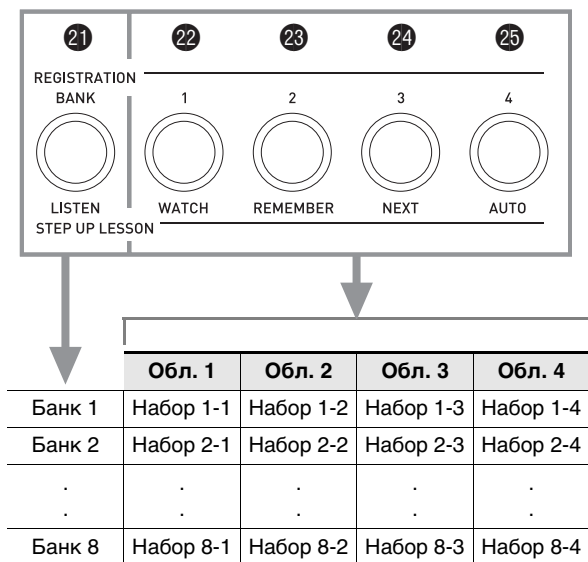 21 22 23 24 25
REGISTRATION
BANK 1 2 3 4
LISTEN WATCH REMEMBER NEXT AUTO
STEP UP LESSON
Обл. 1 Обл. 2 Обл. 3 Обл. 4
Банк 1 Набор 1-1 Набор 1-2 Набор 1-3 Набор 1-4
Банк 2 Набор 2-1 Набор 2-2 Набор 2-3 Набор 2-4
. . . . .
. . . . .
Банк 8 Набор 8-1 Набор 8-2 Набор 8-3 Набор 8-4